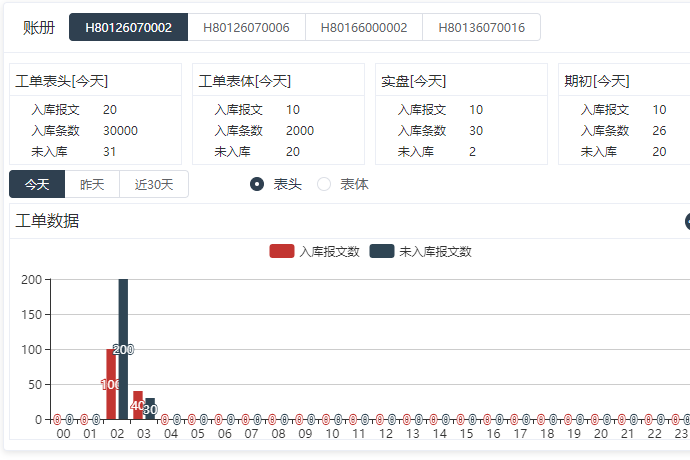 账册 H80126070002 H80126070006 H80166000002 H80136070016
工单表头[今天] 工单表体[今天] 实盘[今天] 期初[今天]
入库报文 20 入库报文 10 入库报文 10 入库报文 10
入库条数 30000 入库条数 2000 入库条数 30 入库条数 26
未入库 31 未入库 20 未入库 2 未入库 20
今天 昨天 近30天 表头 表体
工单数据
入库报文数 未入库报文数
200
150
100
50
0
200
100
40
30
0 0 0 0 0 0 0 0 0 0 0 0 0 0 0 0 0 0 0 0 0 0 0 0 0 0 0 0 0 0 0 0 0 0 0 0 0 0 0 0 0 0 0 0
00 01 02 03 04 05 06 07 08 09 10 11 12 13 14 15 16 17 18 19 20 21 22 23